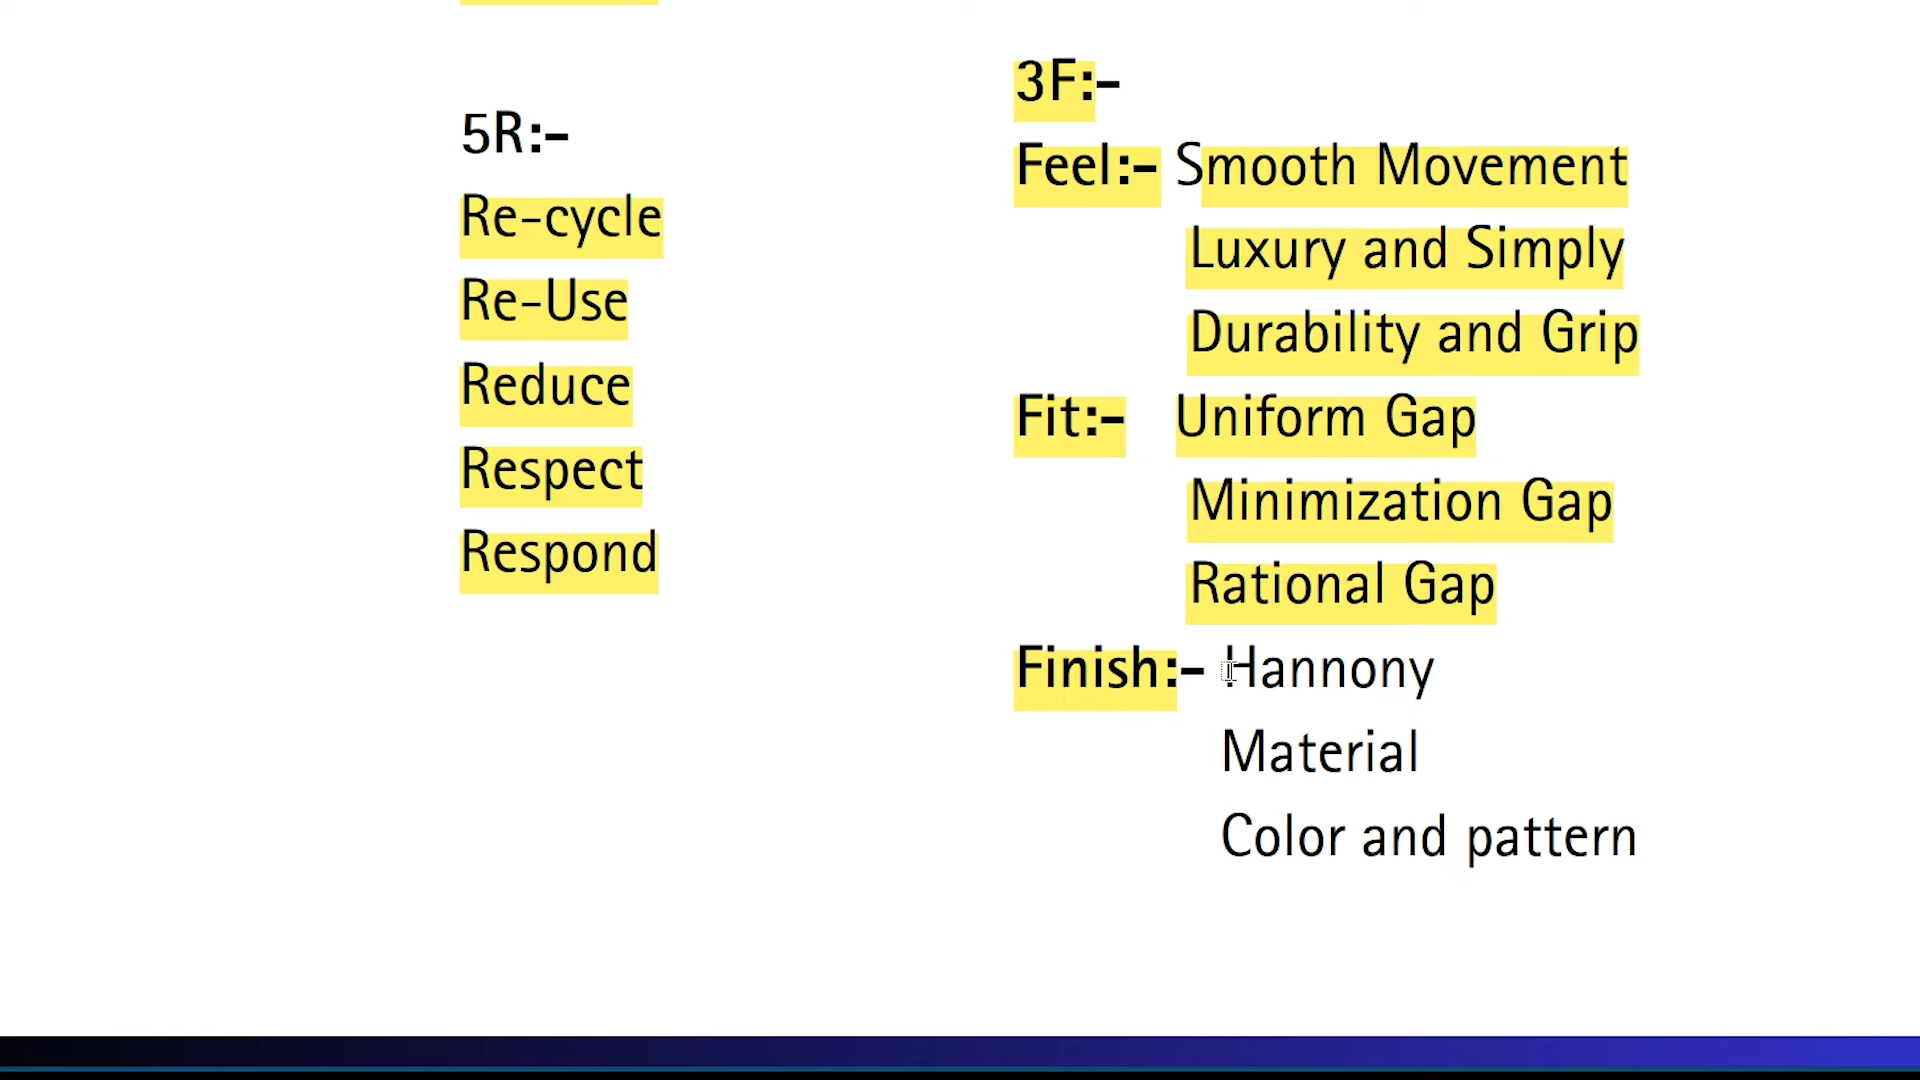 5R:-
Re-cycle
Re-Use
Reduce
Respect
Respond
3F:-
Feel:- Smooth Movement
Luxury and Simply
Durability and Grip
Fit:- Uniform Gap
Minimization Gap
Rational Gap
Finish:- Hannony
Material
Color and pattern